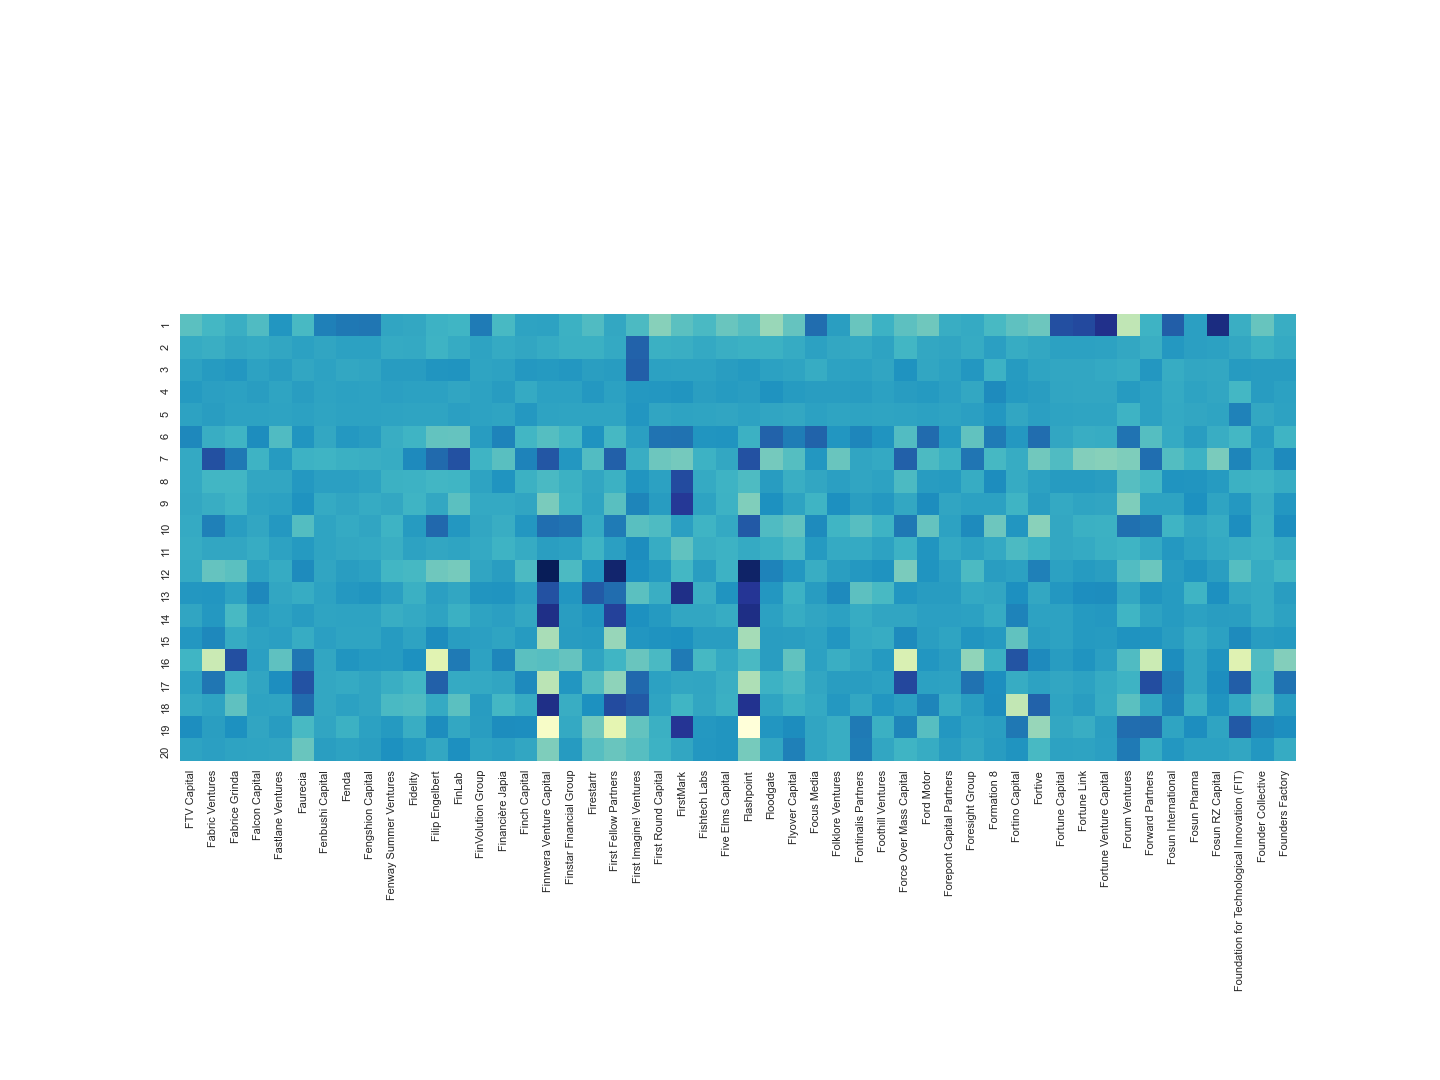 1
2
3
4
5
6
7
8
9
10
11
12
13
14
15
16
17
18
19
20
FTV Capital
Fabric Ventures
Fabrice Grinda
Falcon Capital
Fastlane Ventures
Faurecia
Fenbushi Capital
Fenda
Fengshion Capital
Fenway Summer Ventures
Fidelity
Filip Engelbert
FinLab
FinVolution Group
Financière Japia
Finch Capital
Finnvera Venture Capital
Finstar Financial Group
Firestartr
First Fellow Partners
First Imagine! Ventures
First Round Capital
FirstMark
Fishtech Labs
Five Elms Capital
Flashpoint
Floodgate
Flyover Capital
Focus Media
Folklore Ventures
Fontinalis Partners
Foothill Ventures
Force Over Mass Capital
Ford Motor
Forepont Capital Partners
Foresight Group
Formation 8
Fortino Capital
Fortive
Fortune Capital
Fortune Link
Fortune Venture Capital
Forum Ventures
Forward Partners
Fosun International
Fosun Pharma
Fosun RZ Capital
Foundation for Technological Innovation (FIT)
Founder Collective
Founders Factory